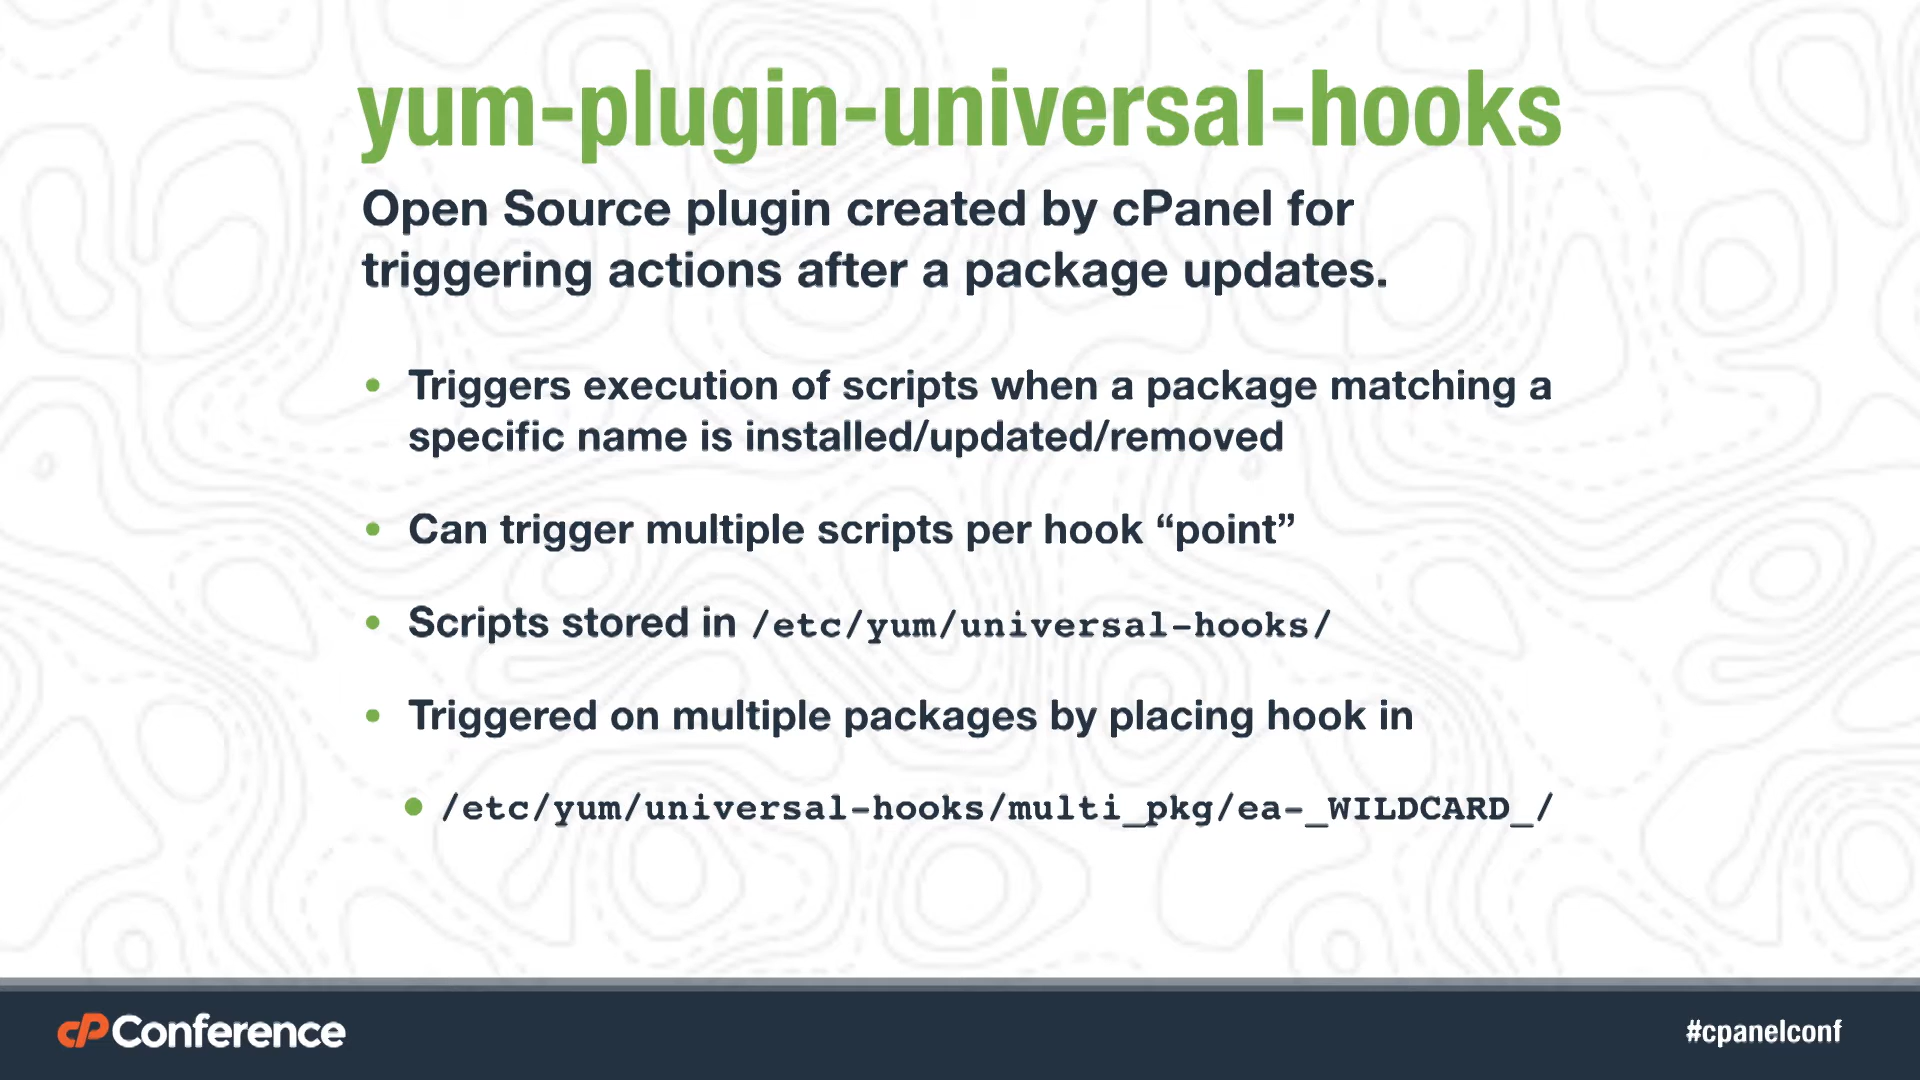 yum-plugin-universal-hooks
Open Source plugin created by cPanel for
triggering actions after a package updates.
• Triggers execution of scripts when a package matching a
specific name is installed/updated/removed
• Can trigger multiple scripts per hook “point”
• Scripts stored in /etc/yum/universal-hooks/
• Triggered on multiple packages by placing hook in
• /etc/yum/universal-hooks/multi_pkg/ea-_WILDCARD_/
cPConference
#cpanelconf